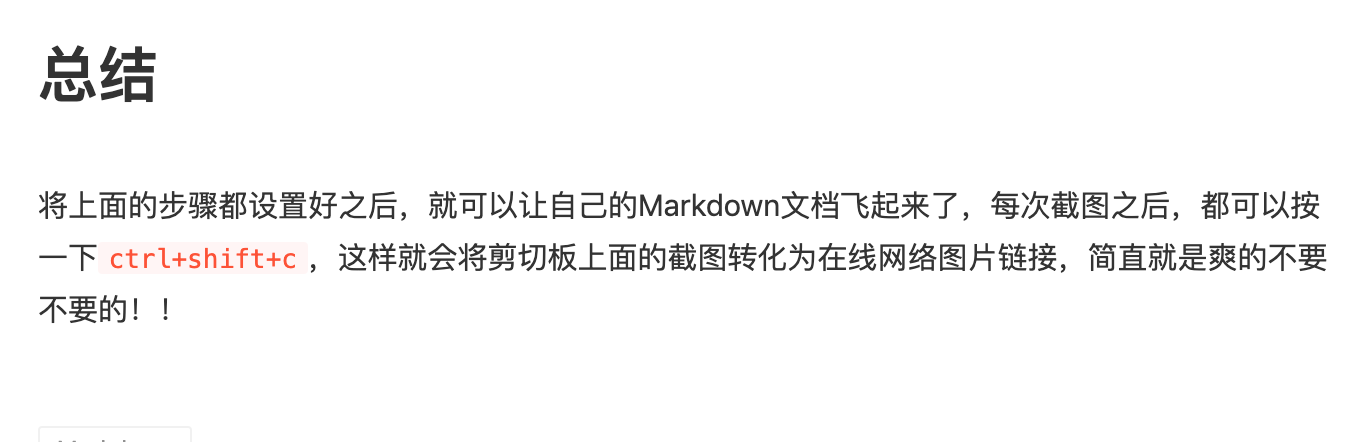 总结
将上面的步骤都设置好之后，就可以让自己的Markdown文档飞起来了，每次截图之后，都可以按
一下 ctrl+shift+c ，这样就会将剪切板上面的截图转化为在线网络图片链接，简直就是爽的不要
不要的！！